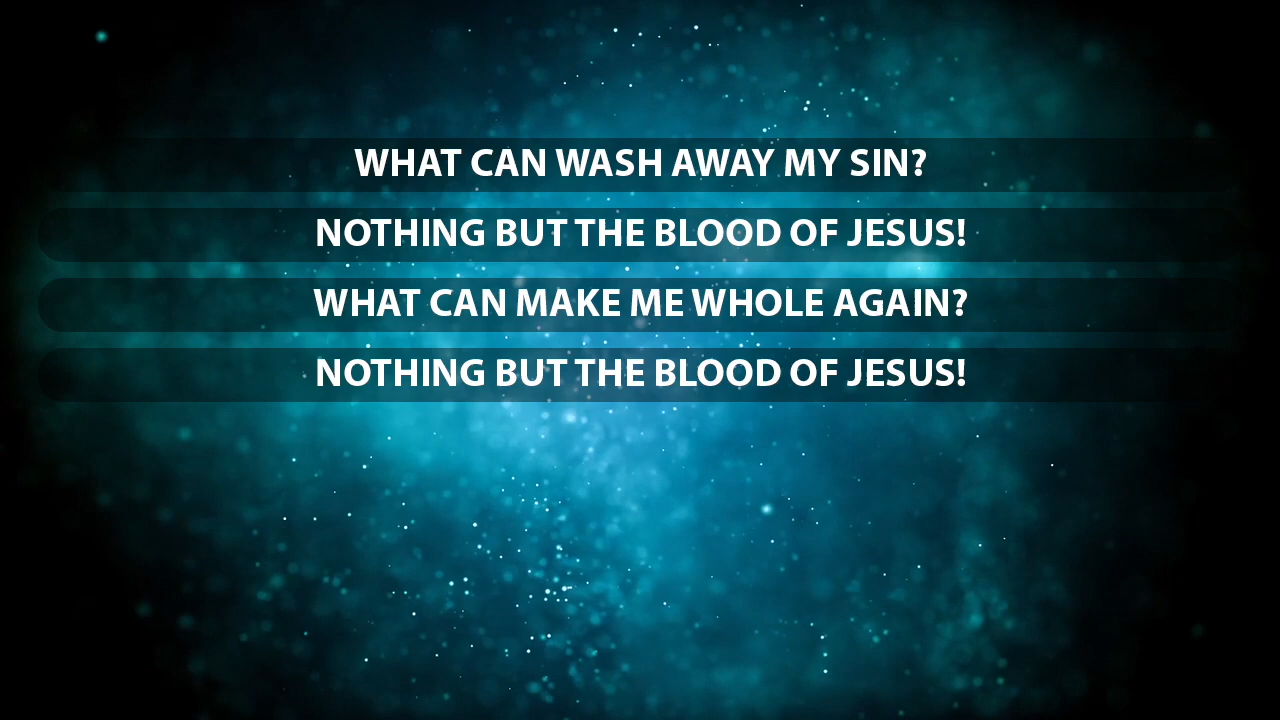 WHAT CAN WASH AWAY MY SIN?
NOTHING BUT THE BLOOD OF JESUS!
WHAT CAN MAKE ME WHOLE AGAIN?
NOTHING BUT THE BLOOD OF JESUS!